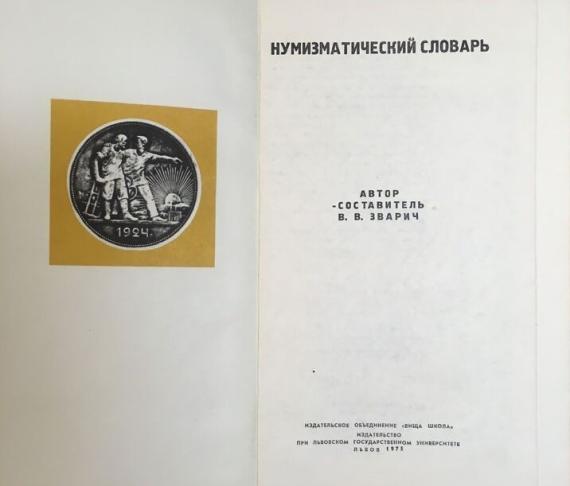 1924.
НУМИЗМАТИЧЕСКИЙ СЛОВАРЬ
АВТОР
-СОСТАВИТЕЛЬ
В. В. ЗВАРИЧ
ИЗДАТЕЛЬСКОЕ ОБЪЕДИНЕНИЕ «ВИЩА ШКОЛА»
ИЗДАТЕЛЬСТВО
ПРИ ЛЬВОВСКОМ ГОСУДАРСТВЕННОМ УНИВЕРСИТЕТЕ
ЛЬВОВ 1975